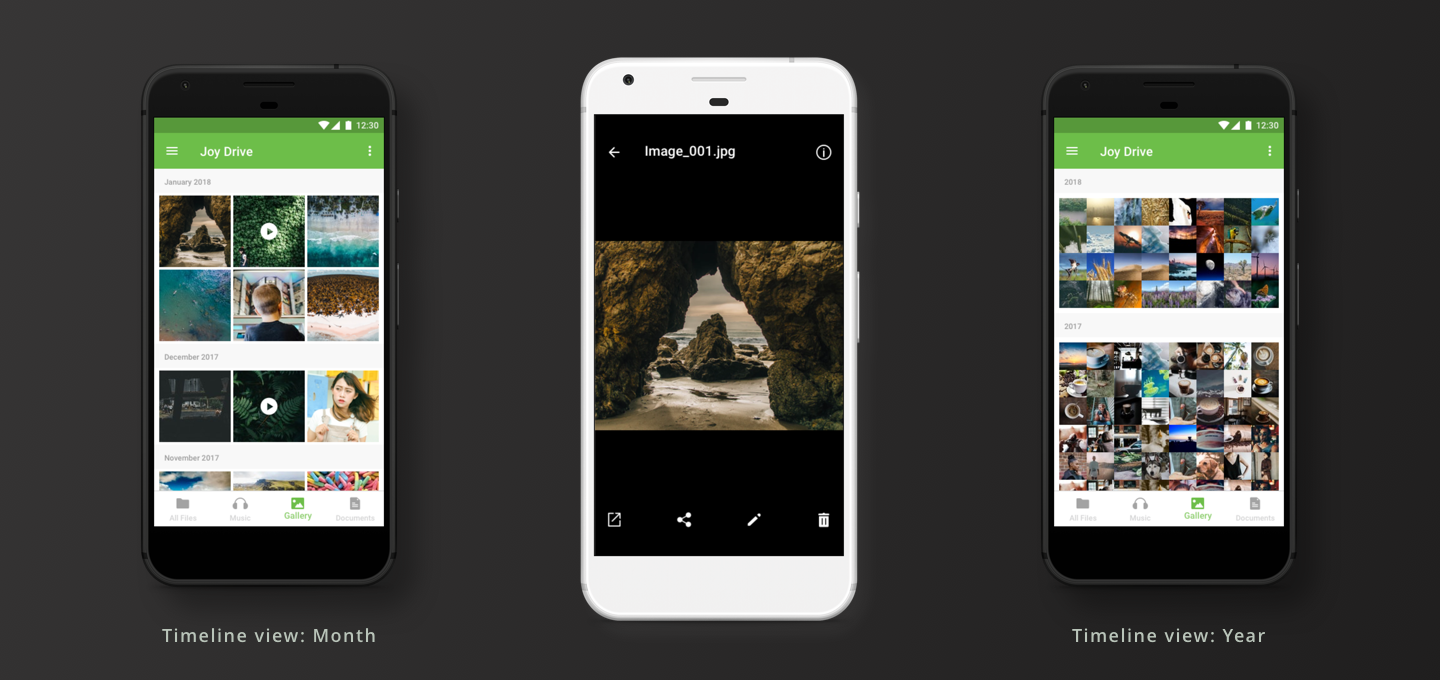 12:30
Joy Drive
January 2018
December 2017
November 2017
All Files
Music
Gallery
Documents
Timeline view: Month
Image_001.jpg
12:30
Joy Drive
2018
2017
All Files
Music
Gallery
Documents
Timeline view: Year